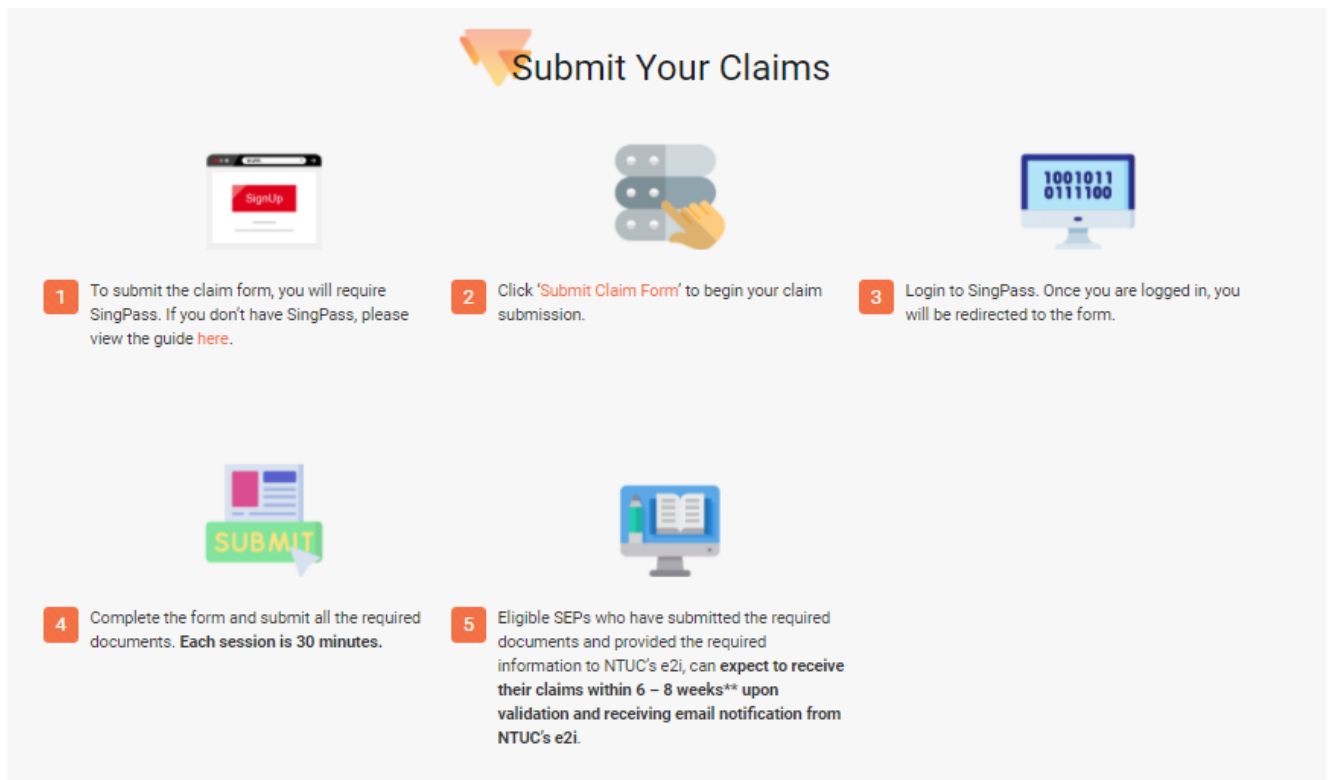 Submit Your Claims
SignUp
1001011
0111100
1
To submit the claim form, you will require
SingPass. If you don't have SingPass, please
view the guide here.
2
Click ‘Submit Claim Form’ to begin your claim
submission.
3
Login to SingPass. Once you are logged in, you
will be redirected to the form.
SUBMIT
4
Complete the form and submit all the required
documents. Each session is 30 minutes.
5
Eligible SEPs who have submitted the required
documents and provided the required
information to NTUC's e2i, can expect to receive
their claims within 6 – 8 weeks** upon
validation and receiving email notification from
NTUC's e2i.